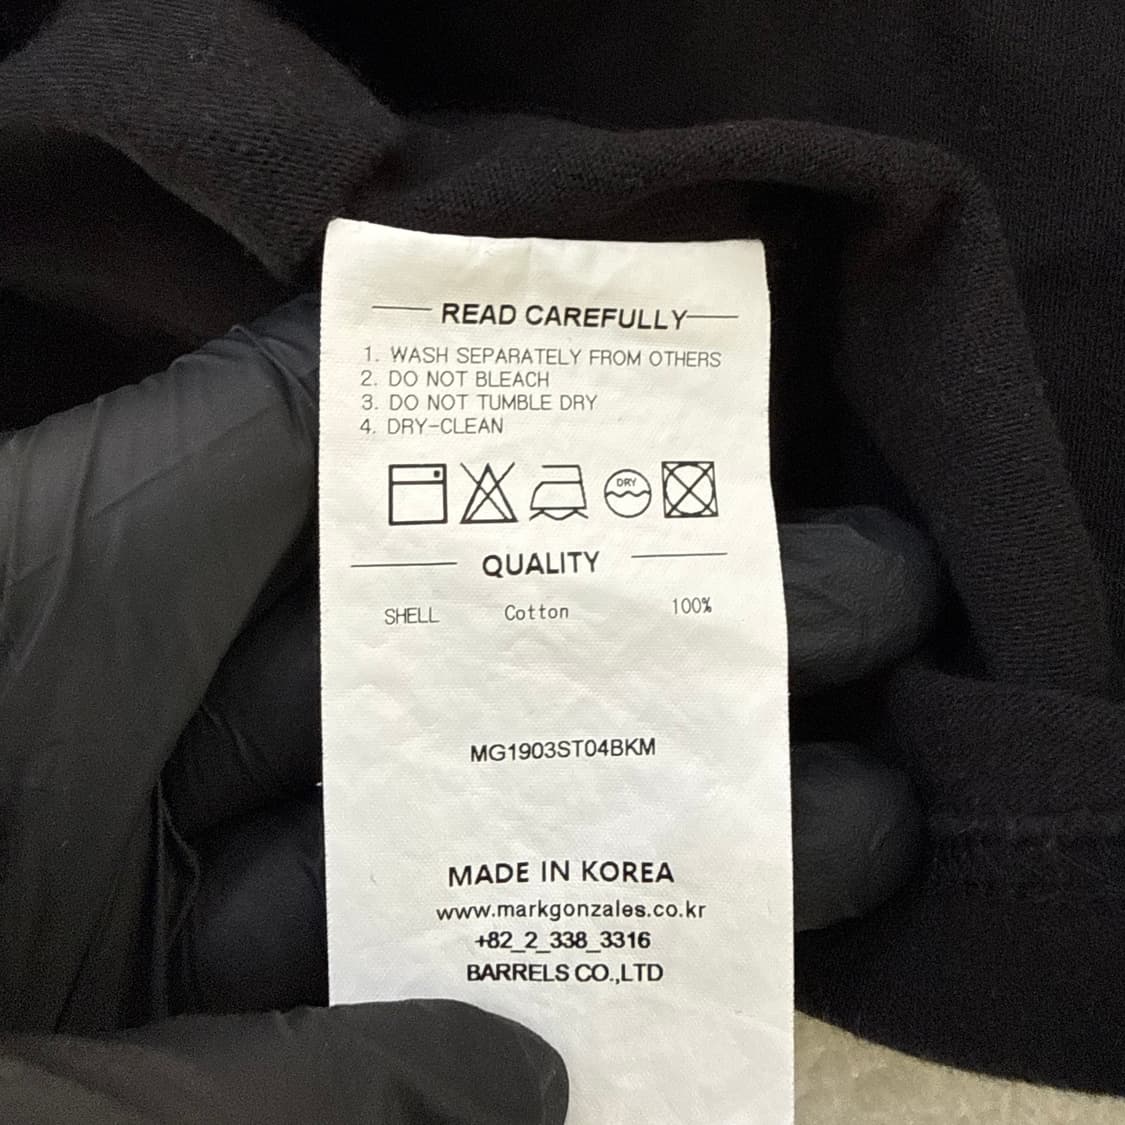 READ CAREFULLY
1. WASH SEPARATELY FROM OTHERS
2. DO NOT BLEACH
3. DO NOT TUMBLE DRY
4. DRY-CLEAN
DRY
QUALITY
SHELL Cotton 100%
MG1903ST04BKM
MADE IN KOREA
www.markgonzales.co.kr
+82_2_338_3316
BARRELS CO.,LTD